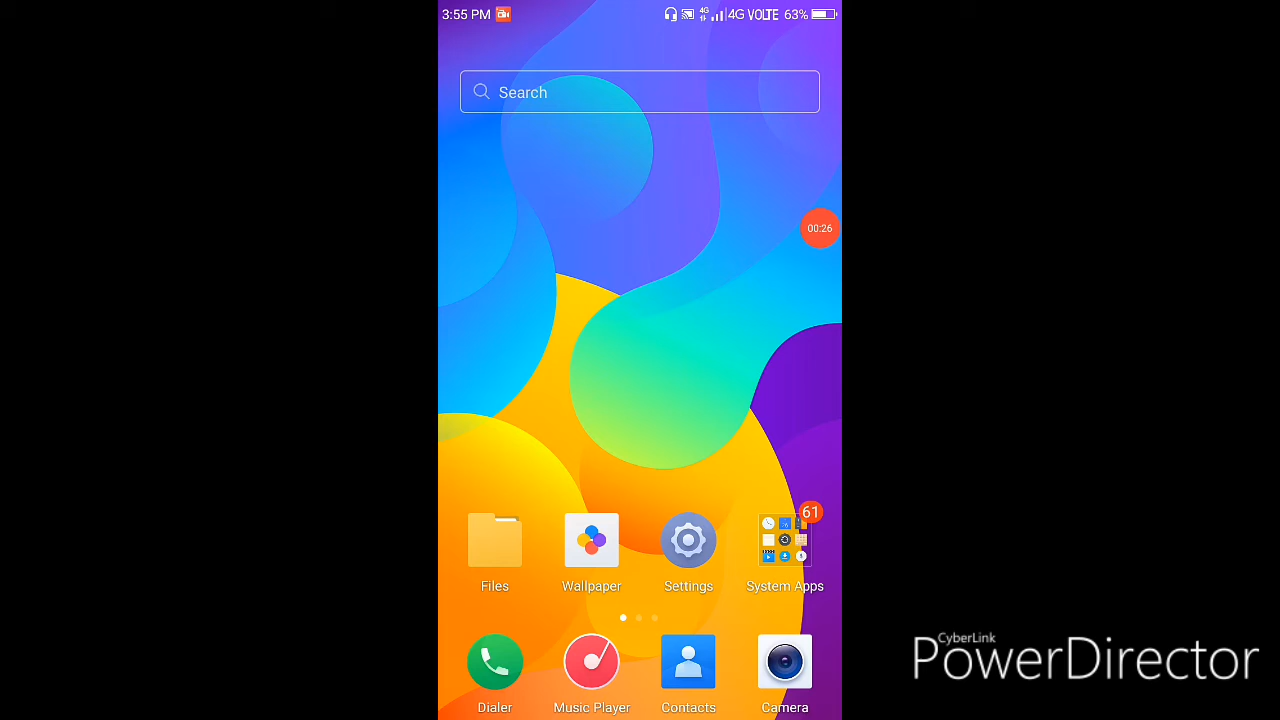 3:55 PM
4G 4G VOLTE 63%
Search
00:26
61
Files Wallpaper Settings System Apps
Dialer Music Player Contacts Camera
CyberLink
PowerDirector